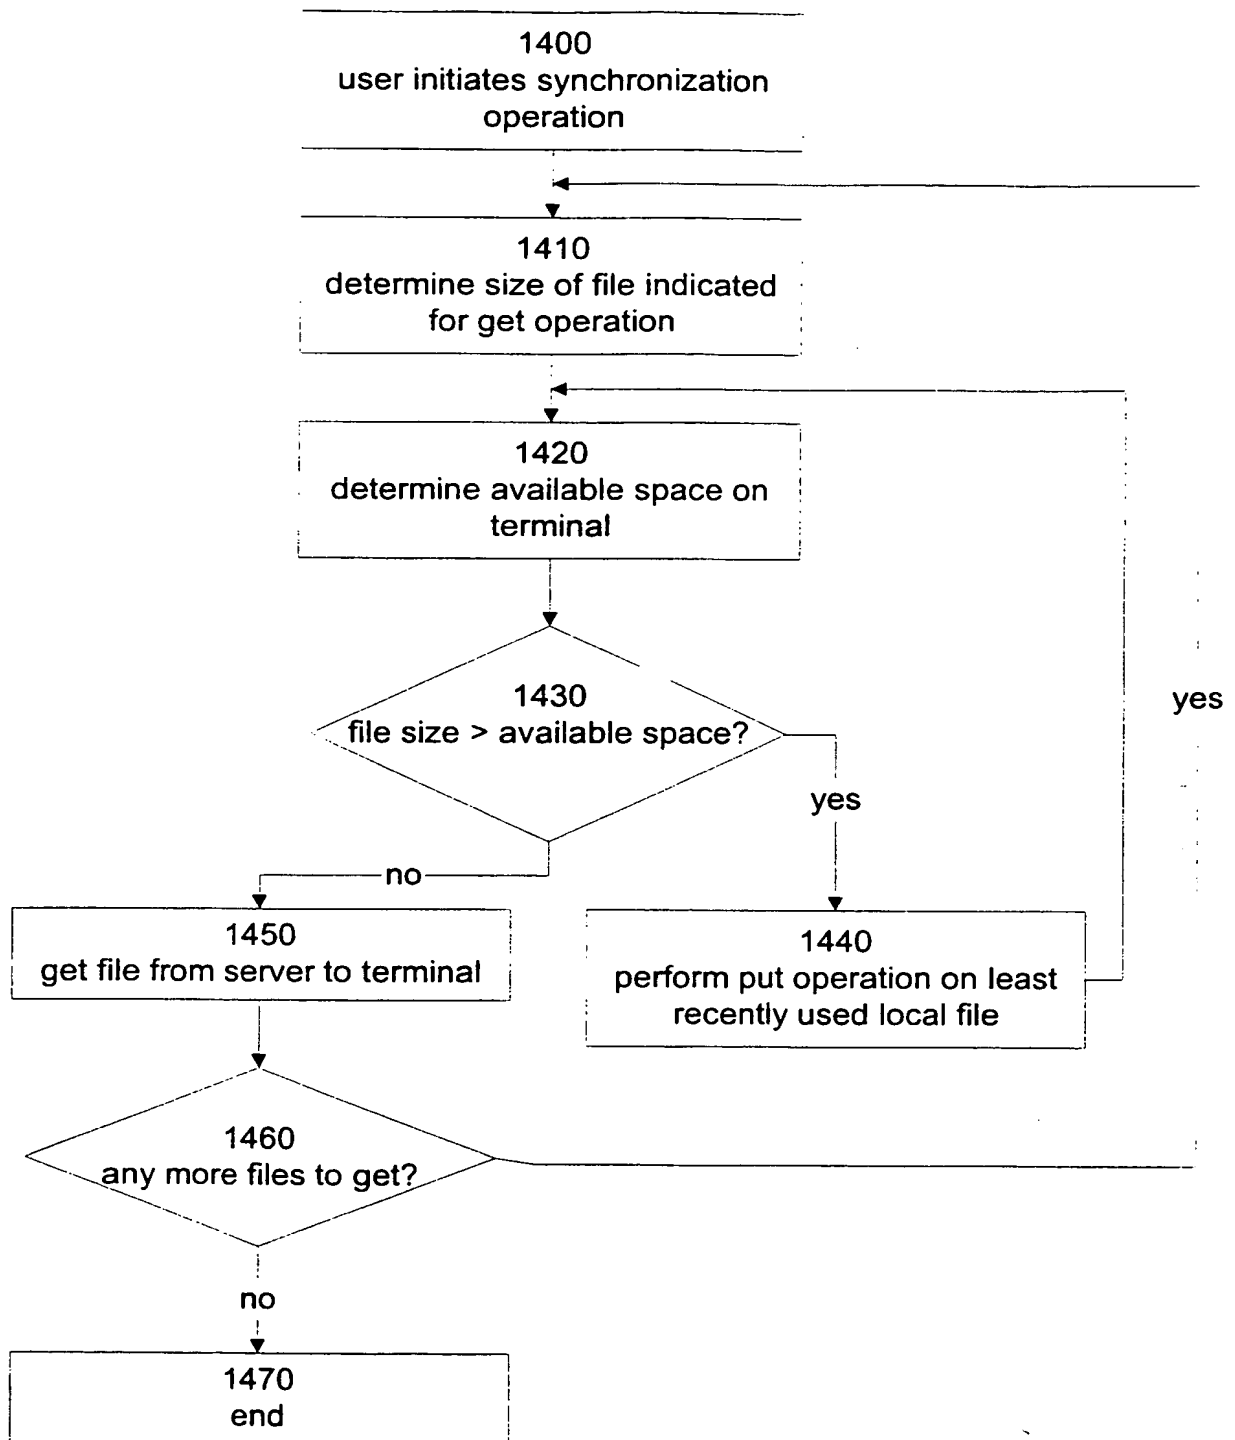 1400
user initiates synchronization
operation
1410
determine size of file indicated
for get operation
1420
determine available space on
terminal
1430
file size > available space?
yes
yes
no
1450
get file from server to terminal
1440
perform put operation on least
recently used local file
1460
any more files to get?
no
1470
end